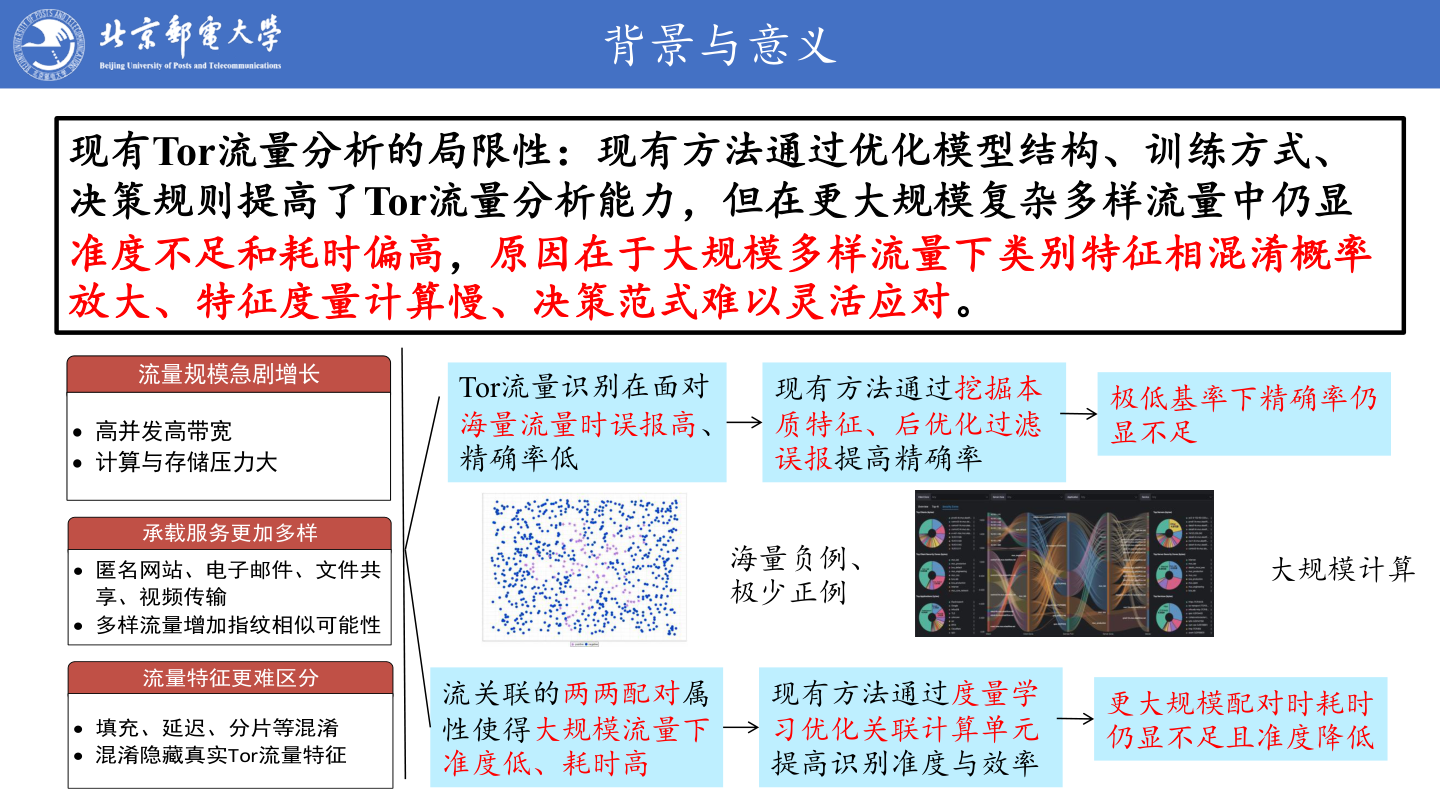 北京郵電大學
Beijing University of Posts and Telecommunications
背景与意义
现有Tor流量分析的局限性：现有方法通过优化模型结构、训练方式、
决策规则提高了Tor流量分析能力，但在更大规模复杂多样流量中仍显
准度不足和耗时偏高，原因在于大规模多样流量下类别特征相混淆概率
放大、特征度量计算慢、决策范式难以灵活应对。
流量规模急剧增长
• 高并发高带宽
• 计算与存储压力大
承载服务更加多样
• 匿名网站、电子邮件、文件共
享、视频传输
• 多样流量增加指纹相似可能性
流量特征更难区分
• 填充、延迟、分片等混淆
• 混淆隐藏真实Tor流量特征
Tor流量识别在面对
海量流量时误报高、
精确率低
现有方法通过挖掘本
质特征、后优化过滤
误报提高精确率
极低基率下精确率仍
显不足
海量负例、
极少正例
大规模计算
流关联的两两配对属
性使得大规模流量下
准度低、耗时高
现有方法通过度量学
习优化关联计算单元
提高识别准度与效率
更大规模配对时耗时
仍显不足且准度降低